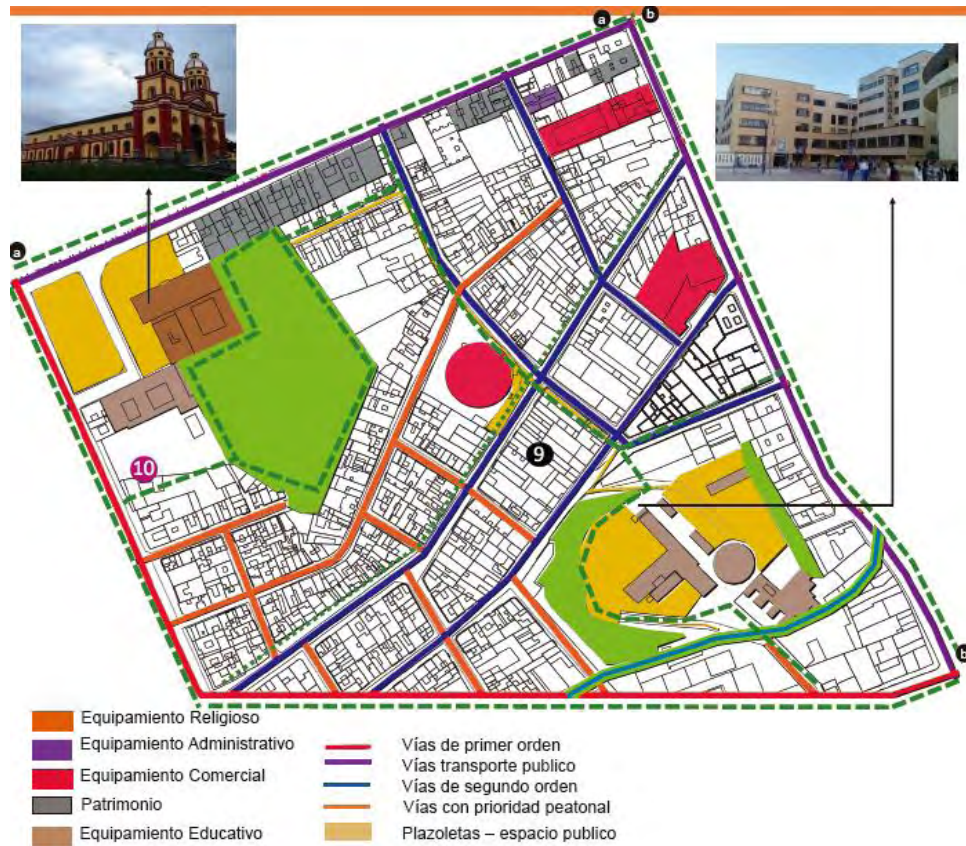 a b
a
10
9
b
Equipamiento Religioso
Equipamiento Administrativo
Equipamiento Comercial
Patrimonio
Equipamiento Educativo
Vías de primer orden
Vías transporte publico
Vías de segundo orden
Vías con prioridad peatonal
Plazoletas – espacio publico